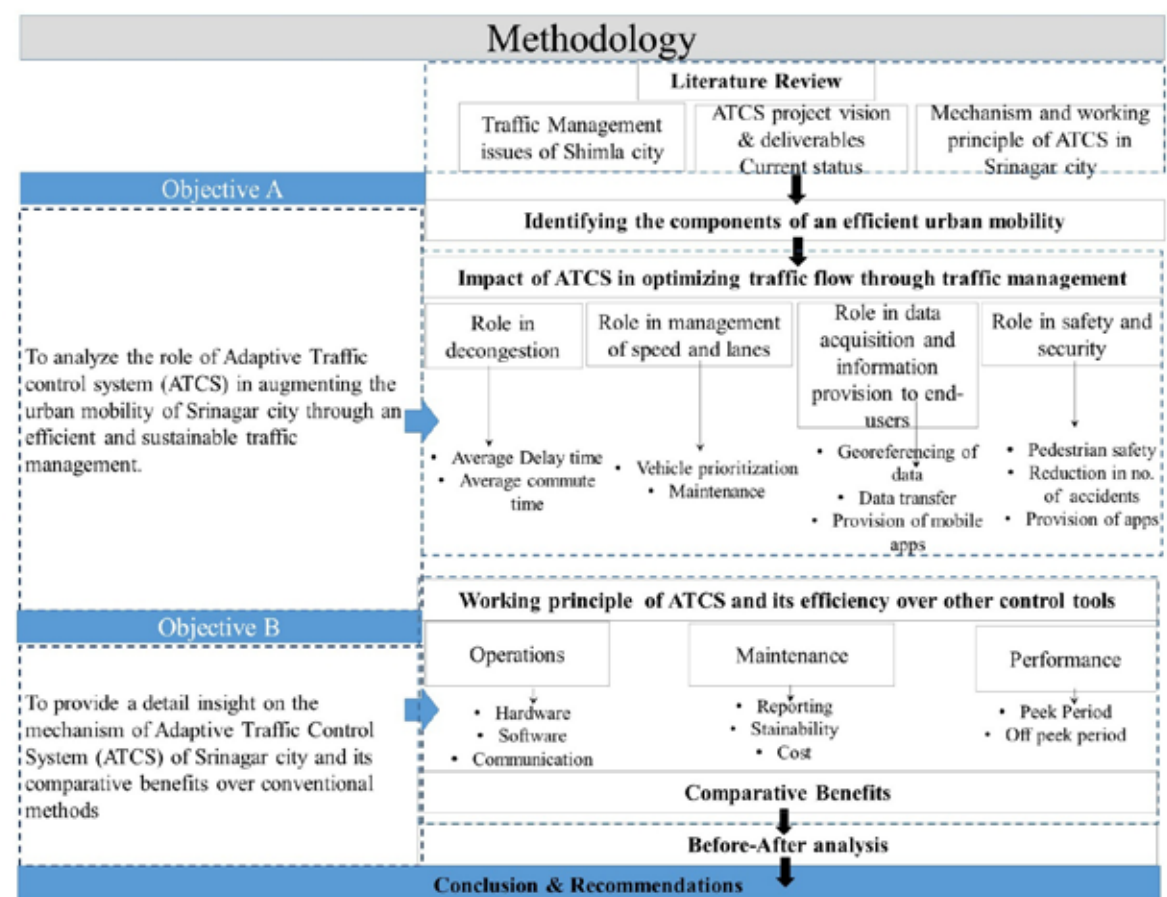 Methodology
Literature Review
Traffic Management
issues of Shimla city
ATCS project vision
& deliverables
Current status
Mechanism and working
principle of ATCS in
Srinagar city
Objective A
Identifying the components of an efficient urban mobility
To analyze the role of Adaptive Traffic
control system (ATCS) in augmenting the
urban mobility of Srinagar city through an
efficient and sustainable traffic
management.
Impact of ATCS in optimizing traffic flow through traffic management
Role in
decongestion
• Average Delay time
• Average commute
time
Role in management
of speed and lanes
• Vehicle prioritization
• Maintenance
Role in data
acquisition and
information
provision to end-
users
• Georeferencing of
data
• Data transfer
• Provision of mobile
apps
Role in safety and
security
• Pedestrian safety
• Reduction in no.
of accidents
• Provision of apps
Objective B
To provide a detail insight on the
mechanism of Adaptive Traffic Control
System (ATCS) of Srinagar city and its
comparative benefits over conventional
methods
Working principle of ATCS and its efficiency over other control tools
Operations
• Hardware
• Software
• Communication
Maintenance
• Reporting
• Stainability
• Cost
Performance
• Peek Period
• Off peek period
Comparative Benefits
Before-After analysis
Conclusion & Recommendations